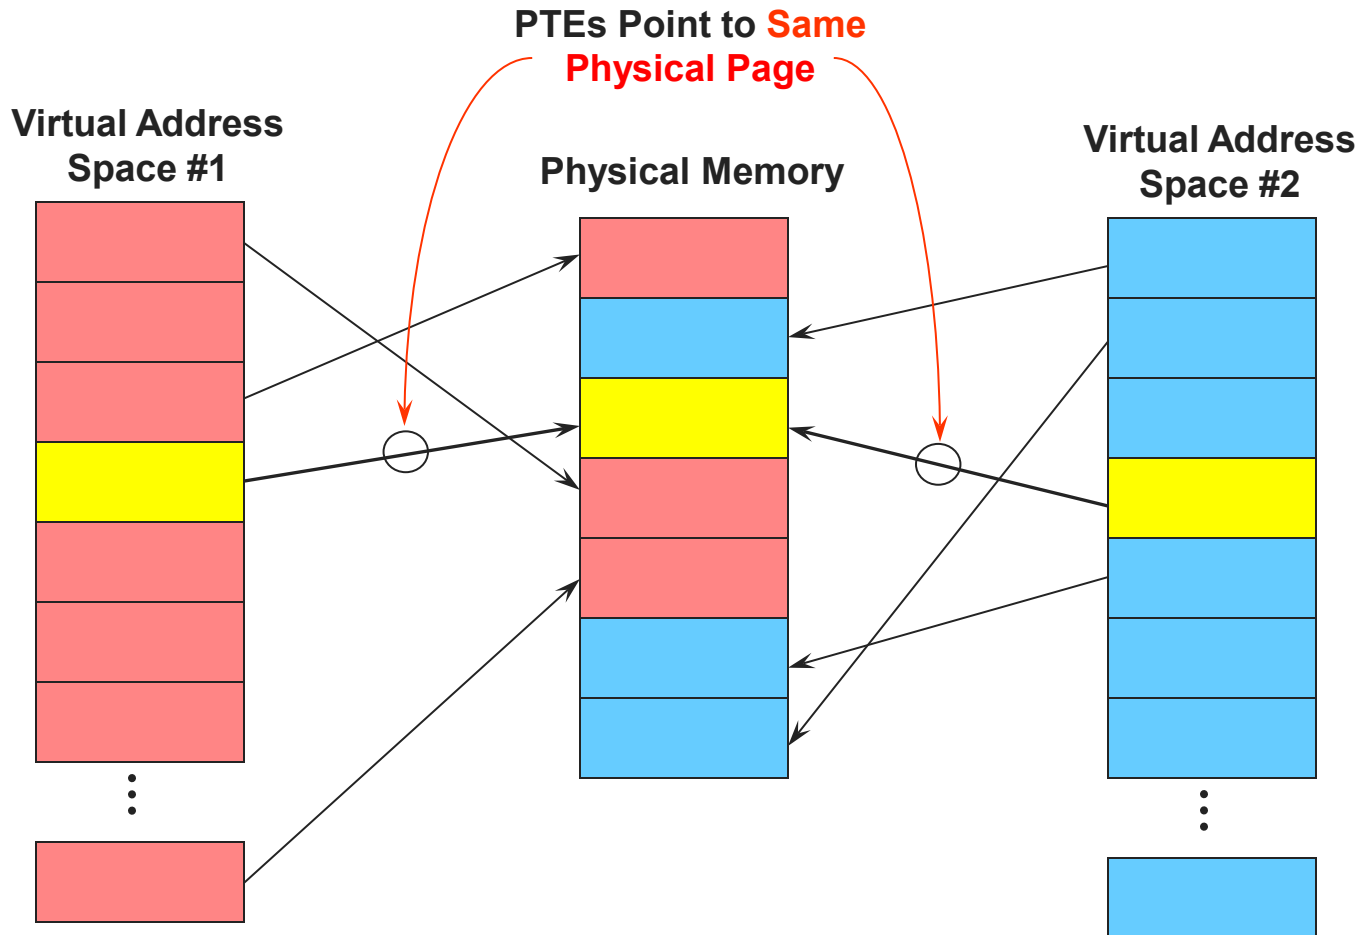 PTEs Point to Same
Physical Page
Virtual Address
Space #1
Physical Memory
Virtual Address
Space #2